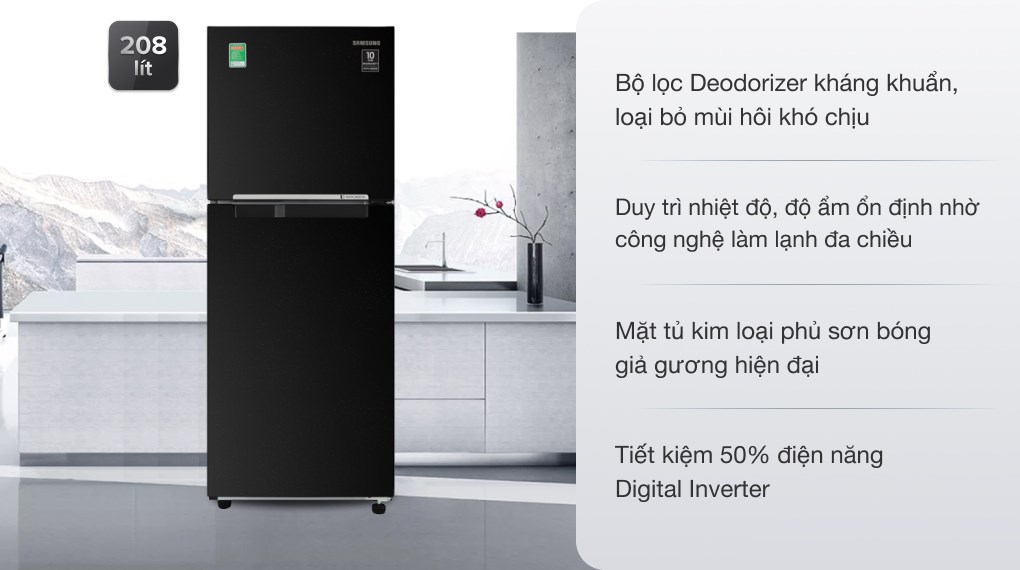 208
lít
SAMSUNG
10
Bộ lọc Deodorizer kháng khuẩn,
loại bỏ mùi hôi khó chịu
Duy trì nhiệt độ, độ ẩm ổn định nhờ
công nghệ làm lạnh đa chiều
Mặt tủ kim loại phủ sơn bóng
giả gương hiện đại
Tiết kiệm 50% điện năng
Digital Inverter